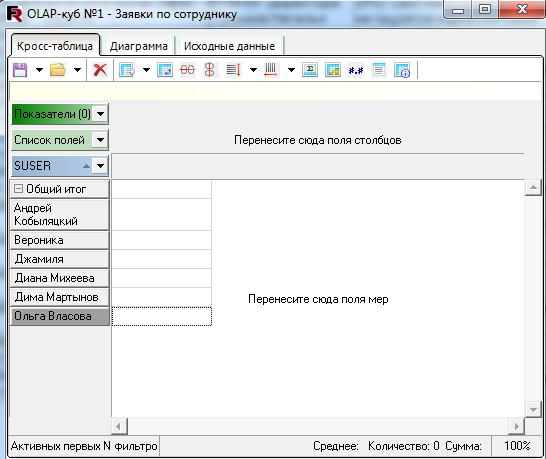 OLAP-куб №1 - Заявки по сотруднику
Кросс-таблица Диаграмма Исходные данные
Показатели (0)
Список полей
Перенесите сюда поля столбцов
SUSER
Общий итог
Андрей
Кобыляцкий
Вероника
Джамиля
Диана Михеева
Дима Мартынов
Перенесите сюда поля мер
Ольга Власова
Активных первых N Фильтро
Среднее: Количество: 0 Сумма: 100%